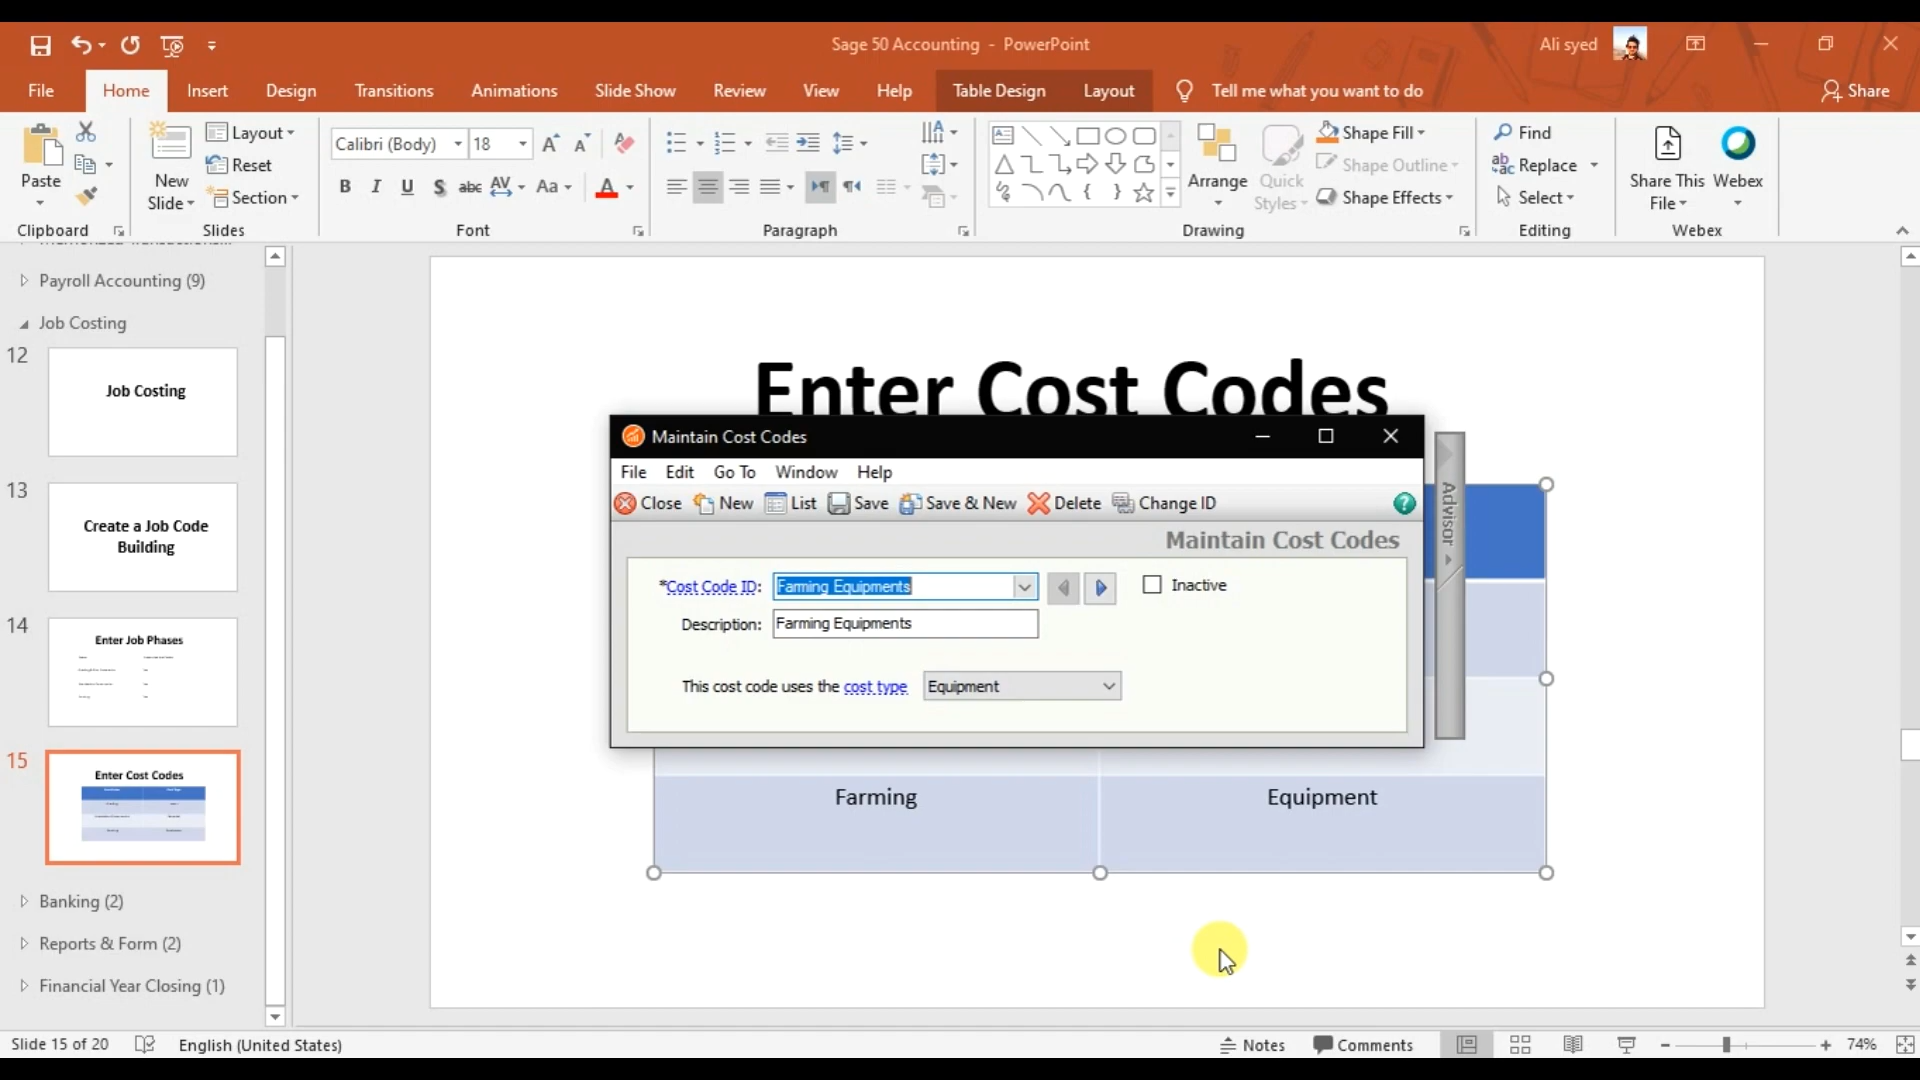 Sage 50 Accounting - PowerPoint
Ali syed
File Home Insert Design Transitions Animations Slide Show Review View Help Table Design Layout Tell me what you want to do Share
Paste
Clipboard
New Slide
Layout
Reset
Section
Slides
Calibri (Body) 18
B I U S abc AV Aa A
Font
Paragraph
Arrange
Quick Styles
Shape Fill
Shape Outline
Shape Effects
Drawing
Find
Replace
Select
Editing
Share This File
Webex
Webex
Payroll Accounting (9)
Job Costing
12
Job Costing
13
Create a Job Code
Building
14
Enter Job Phases
15
Enter Cost Codes
Banking (2)
Reports & Form (2)
Financial Year Closing (1)
Enter Cost Codes
Maintain Cost Codes
File Edit Go To Window Help
Close New List Save Save & New Delete Change ID
Maintain Cost Codes
*Cost Code ID: Farming Equipments Inactive
Description: Farming Equipments
This cost code uses the cost type Equipment
Advisor
Farming Equipment
Slide 15 of 20 English (United States) Notes Comments 74%